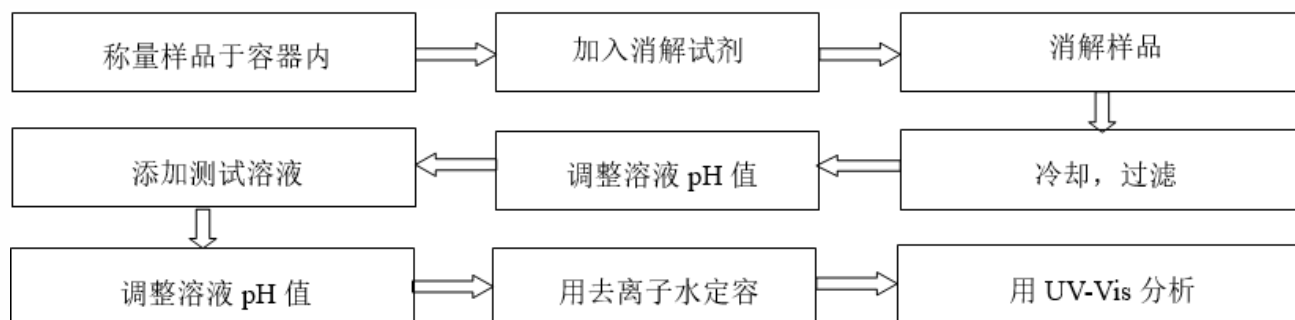 称量样品于容器内
加入消解试剂
消解样品
冷却，过滤
调整溶液 pH 值
添加测试溶液
调整溶液 pH 值
用去离子水定容
用 UV-Vis 分析